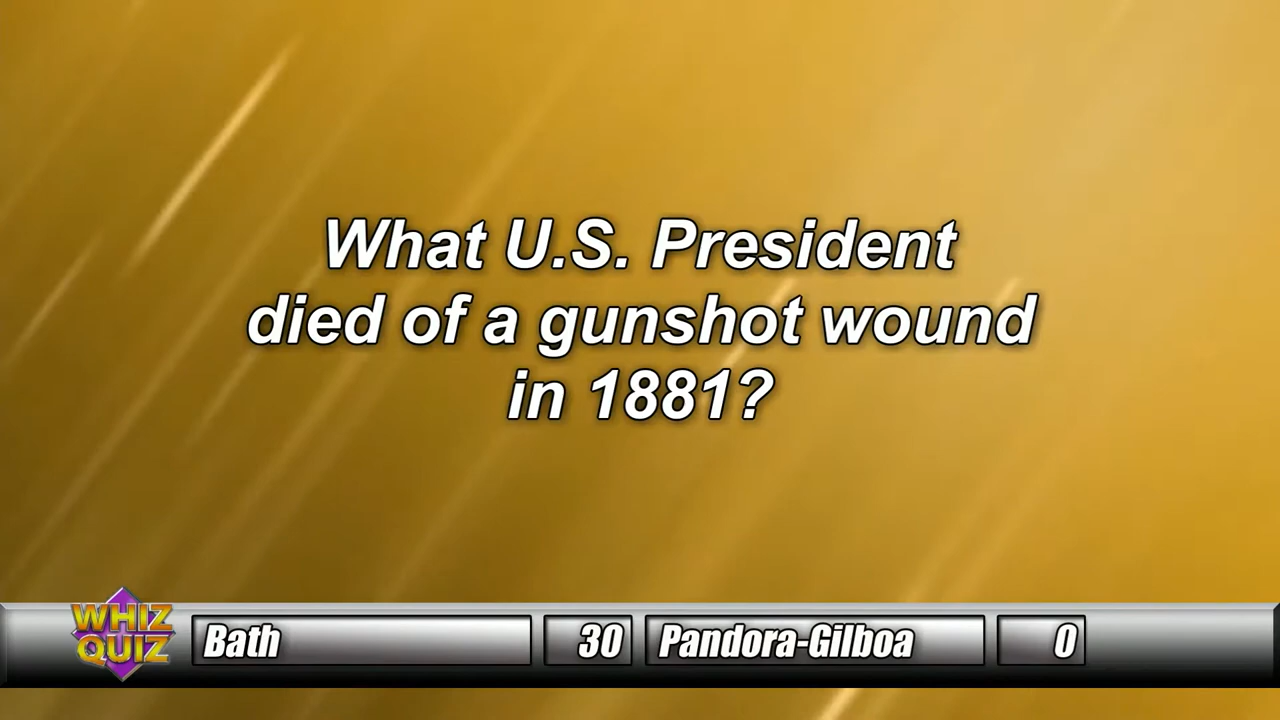 What U.S. President
died of a gunshot wound
in 1881?
WHIZ
QUIZ
Bath 30 Pandora-Gilboa 0